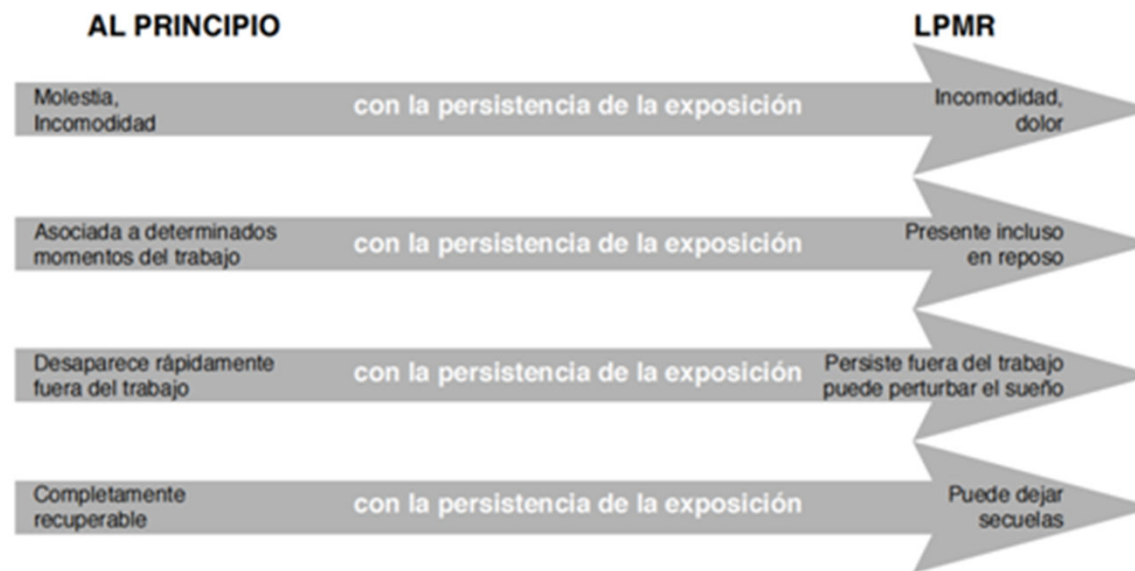 AL PRINCIPIO
LPMR
Molestia,
Incomodidad
con la persistencia de la exposición
Incomodidad,
dolor
Asociada a determinados
momentos del trabajo
con la persistencia de la exposición
Presente incluso
en reposo
Desaparece rápidamente
fuera del trabajo
con la persistencia de la exposición
Persiste fuera del trabajo
puede perturbar el sueño
Completamente
recuperable
con la persistencia de la exposición
Puede dejar
secuelas